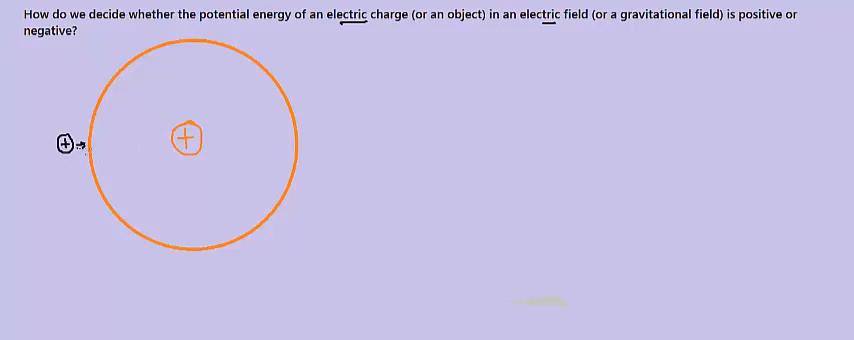 How do we decide whether the potential energy of an electric charge (or an object) in an electric field (or a gravitational field) is positive or
negative?
+
+